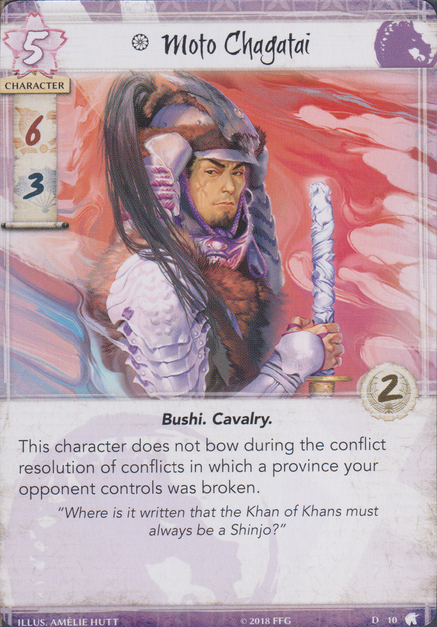 5
Moto Chagatai
CHARACTER
6
3
2
Bushi. Cavalry.
This character does not bow during the conflict
resolution of conflicts in which a province your
opponent controls was broken.
“Where is it written that the Khan of Khans must
always be a Shinjo?”
ILLUS. AMÉLIE HUTT
© 2018 FFG
D 10